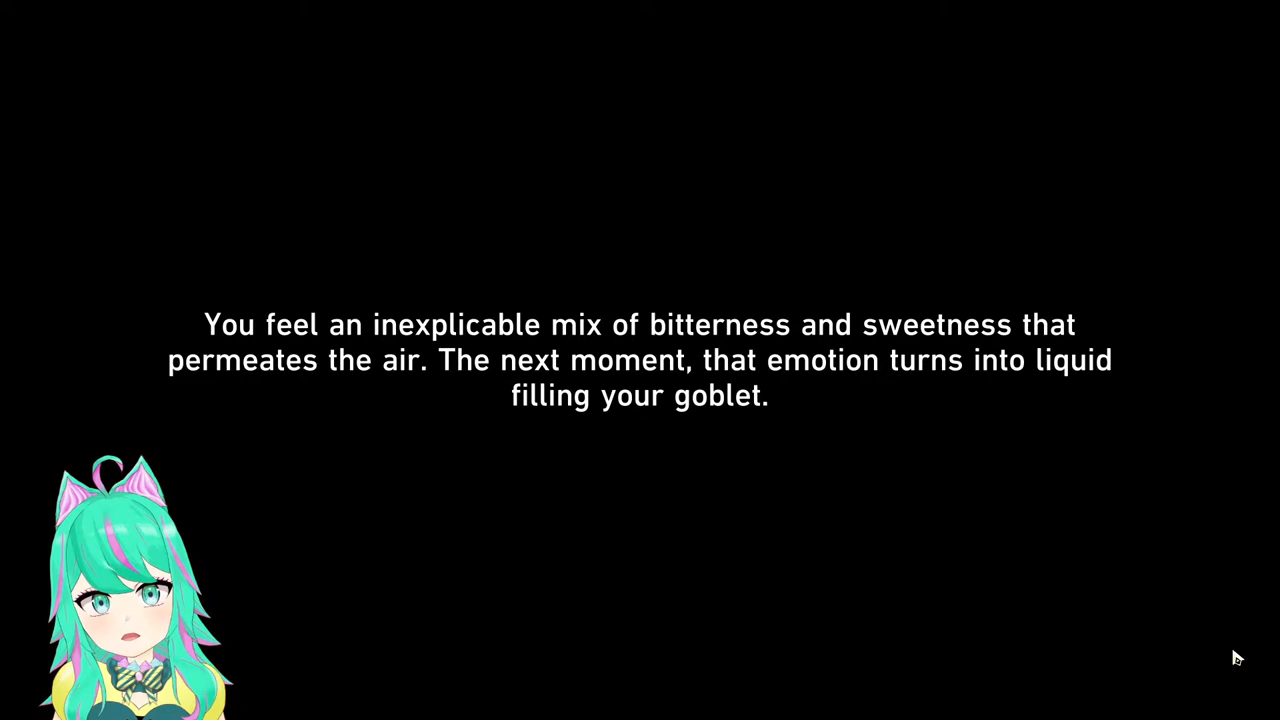 You feel an inexplicable mix of bitterness and sweetness that
permeates the air. The next moment, that emotion turns into liquid
filling your goblet.